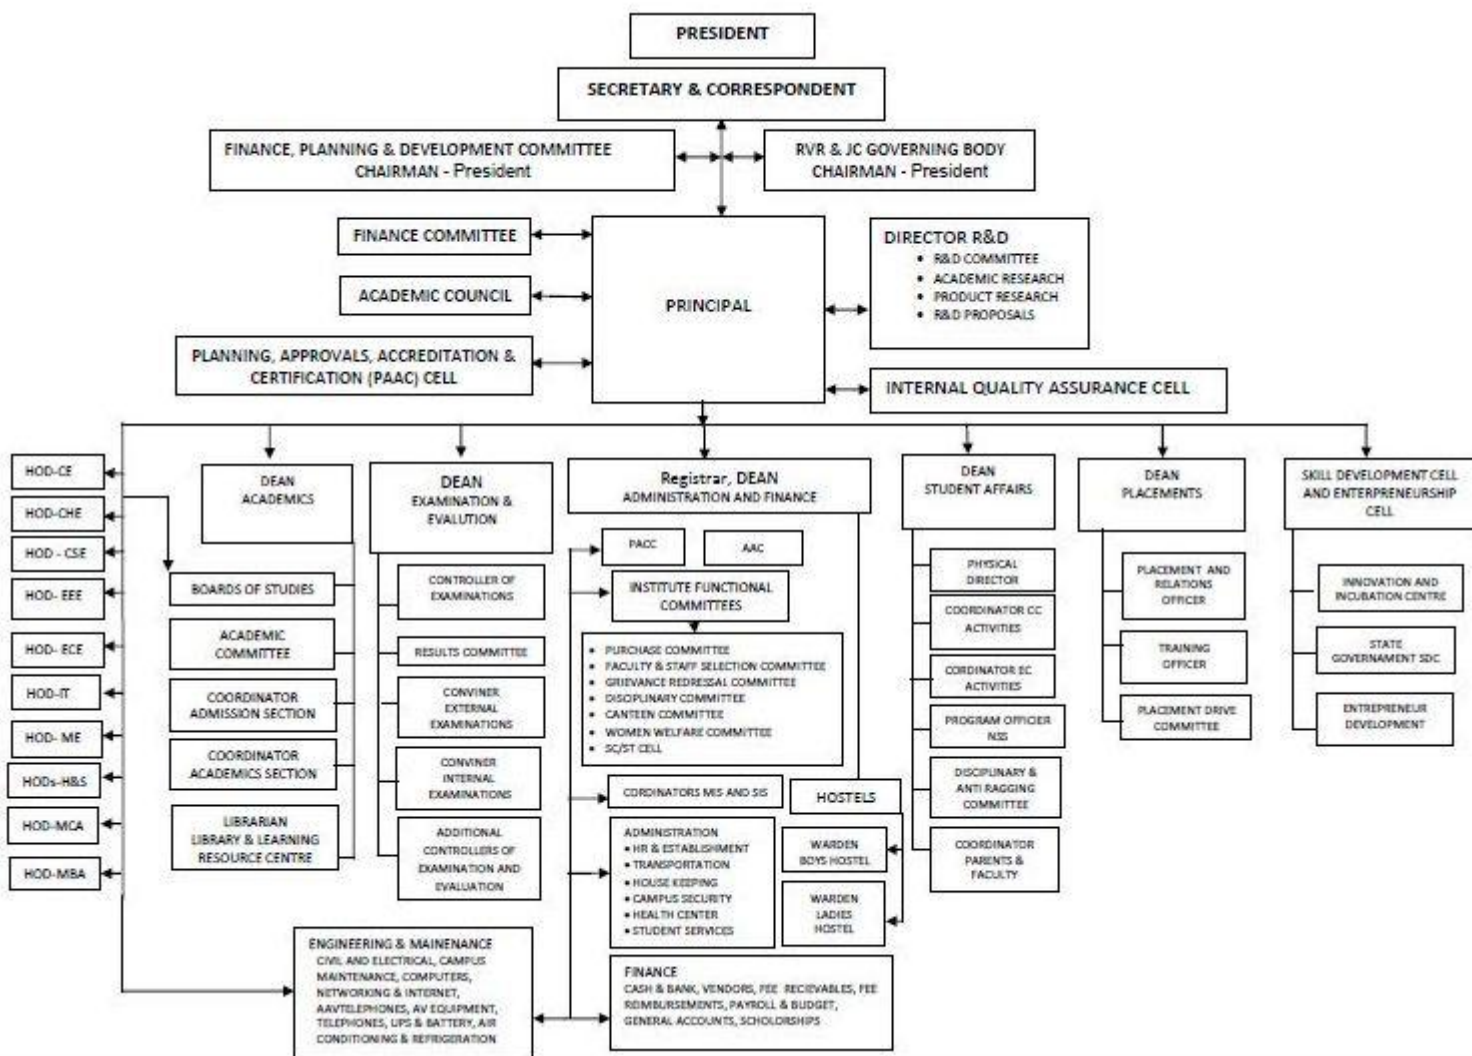 PRESIDENT
SECRETARY & CORRESPONDENT
FINANCE, PLANNING & DEVELOPMENT COMMITTEE
CHAIRMAN - President
RVR & JC GOVERNING BODY
CHAIRMAN - President
FINANCE COMMITTEE
ACADEMIC COUNCIL
PLANNING, APPROVALS, ACCREDITATION &
CERTIFICATION (PAAC) CELL
PRINCIPAL
DIRECTOR R&D
• R&D COMMITTEE
• ACADEMIC RESEARCH
• PRODUCT RESEARCH
• R&D PROPOSALS
INTERNAL QUALITY ASSURANCE CELL
HOD-CE
HOD-CHE
HOD - CSE
HOD- EEE
HOD- ECE
HOD-IT
HOD- ME
HODs-H&S
HOD-MCA
HOD-MBA
DEAN
ACADEMICS
BOARDS OF STUDIES
ACADEMIC
COMMITTEE
COORDINATOR
ADMISSION SECTION
COORDINATOR
ACADEMICS SECTION
LIBRARIAN
LIBRARY & LEARNING
RESOURCE CENTRE
DEAN
EXAMINATION &
EVALUTION
CONTROLLER OF
EXAMINATIONS
RESULTS COMMITTEE
CONVINER
EXTERNAL
EXAMINATIONS
CONVINER
INTERNAL
EXAMINATIONS
ADDITIONAL
CONTROLLERS OF
EXAMINATION AND
EVALUATION
Registrar, DEAN
ADMINISTRATION AND FINANCE
PACC
AAC
INSTITUTE FUNCTIONAL
COMMITTEES
• PURCHASE COMMITTEE
• FACULTY & STAFF SELECTION COMMITTEE
• GRIEVANCE REDRESSAL COMMITTEE
• DISCIPLINARY COMMITTEE
• CANTEEN COMMITTEE
• WOMEN WELFARE COMMITTEE
• SC/ST CELL
CORDINATORS MIS AND SIS
HOSTELS
ADMINISTRATION
• HR & ESTABLISHMENT
• TRANSPORTATION
• HOUSE KEEPING
• CAMPUS SECURITY
• HEALTH CENTER
• STUDENT SERVICES
WARDEN
BOYS HOSTEL
WARDEN
LADIES
HOSTEL
DEAN
STUDENT AFFAIRS
PHYSICAL
DIRECTOR
COORDINATOR CC
ACTIVITIES
CORDINATOR EC
ACTIVITIES
PROGRAM OFFICER
NSS
DISCIPLINARY &
ANTI RAGGING
COMMITTEE
COORDINATOR
PARENTS &
FACULTY
DEAN
PLACEMENTS
PLACEMENT AND
RELATIONS
OFFICER
TRAINING
OFFICER
PLACEMENT DRIVE
COMMITTEE
SKILL DEVELOPMENT CELL
AND ENTERPRENEURSHIP
CELL
INNOVATION AND
INCUBATION CENTRE
STATE
GOVERNAMENT SDC
ENTREPRENEUR
DEVELOPMENT
ENGINEERING & MAINENANCE
CIVIL AND ELECTRICAL, CAMPUS
MAINTENANCE, COMPUTERS,
NETWORKING & INTERNET,
AAVTELEPHONES, AV EQUIPMENT,
TELEPHONES, UPS & BATTERY, AIR
CONDITIONING & REFRIGERATION
FINANCE
CASH & BANK, VENDORS, FEE RECIEVABLES, FEE
REIMBURSEMENTS, PAYROLL & BUDGET,
GENERAL ACCOUNTS, SCHOLORSHIPS